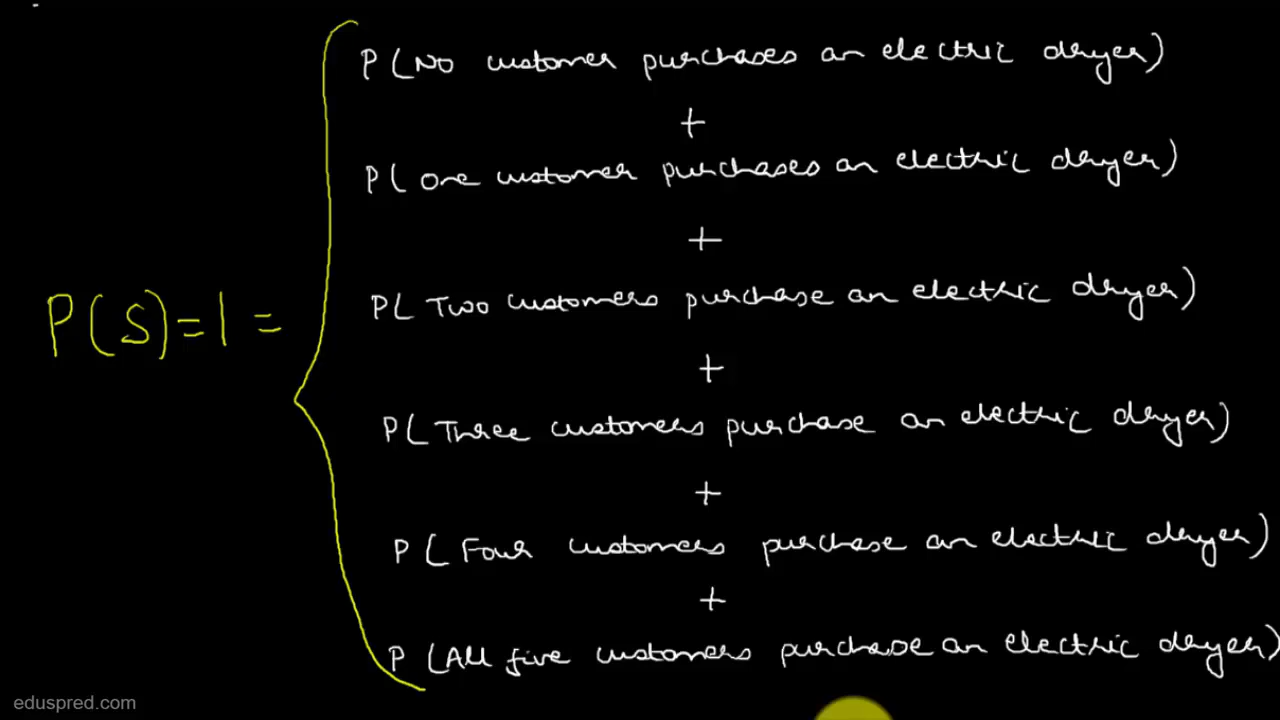 P(No customer purchases an electric dryer)
+
P( one customer purchases an electric dryer)
+
P( Two customers purchase an electric dryer)
P(S)=1=
+
P( Three customers purchase an electric dryer)
+
P( Four customers purchase an electric dryer)
+
P (All five customers purchase an electric dryer)
eduspred.com